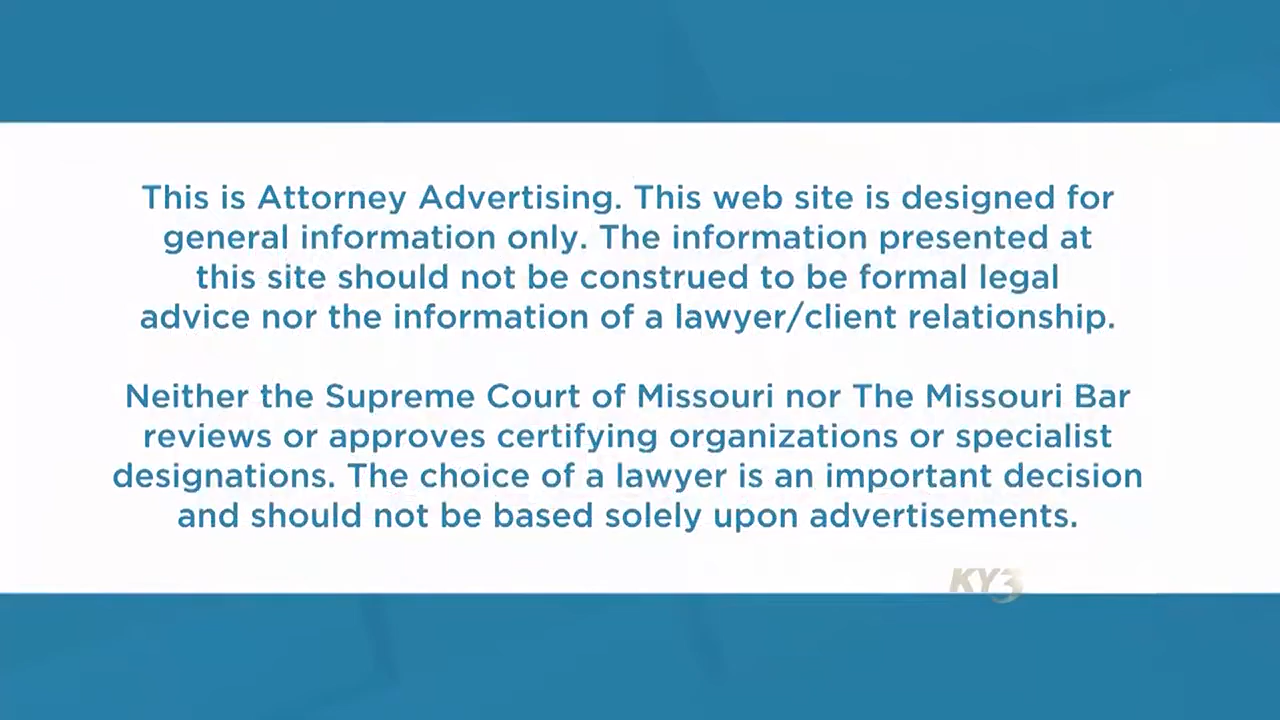 This is Attorney Advertising. This web site is designed for
general information only. The information presented at
this site should not be construed to be formal legal
advice nor the information of a lawyer/client relationship.
Neither the Supreme Court of Missouri nor The Missouri Bar
reviews or approves certifying organizations or specialist
designations. The choice of a lawyer is an important decision
and should not be based solely upon advertisements.
KY3